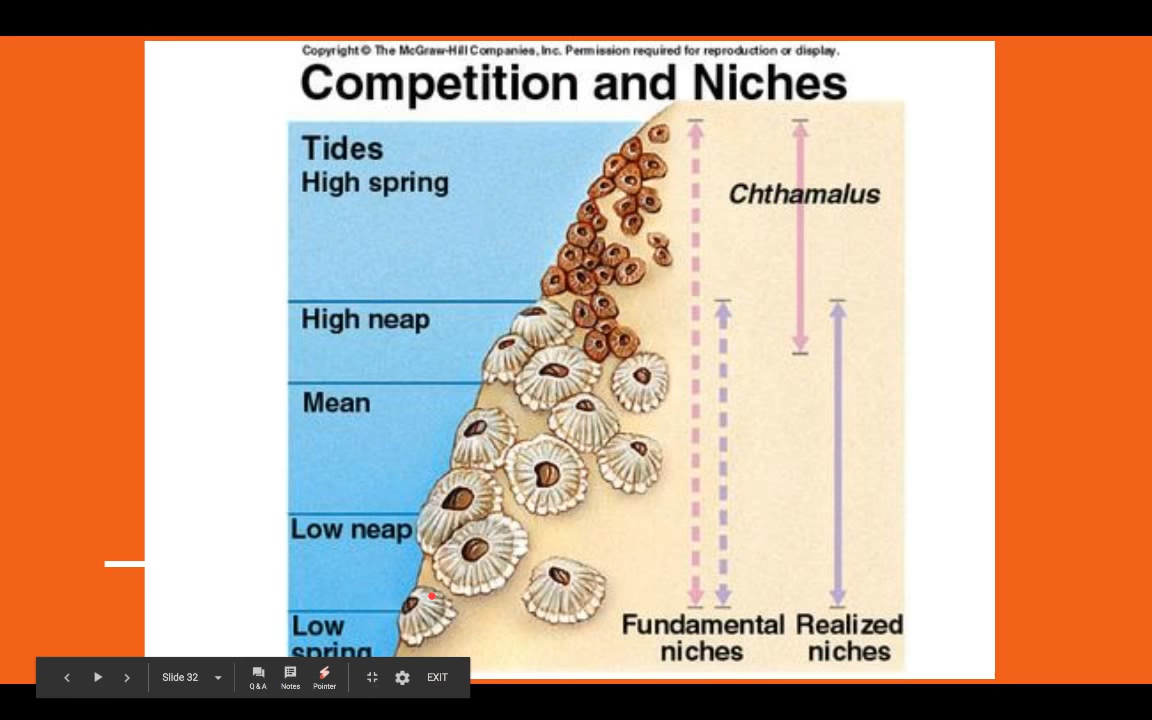 Copyright © The McGraw-Hill Companies, Inc. Permission required for reproduction or display.
Competition and Niches
Tides
High spring
Chthamalus
High neap
Mean
Low neap
Low
spring
Fundamental
niches
Realized
niches
Slide 32
Q & A
Notes
Pointer
EXIT